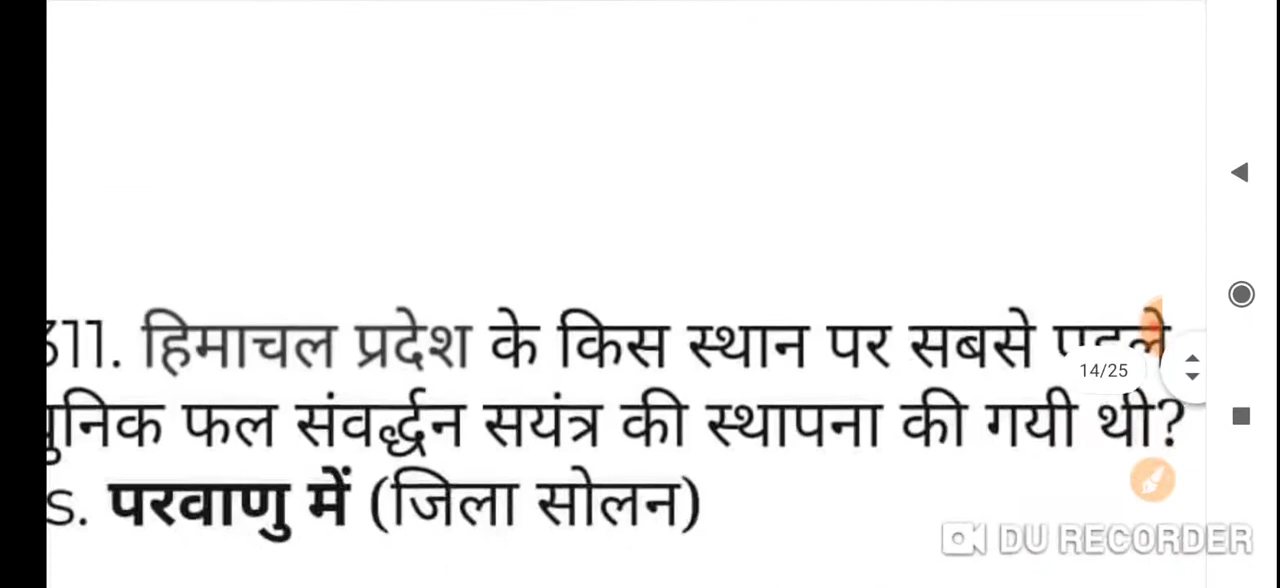 311. हिमाचल प्रदेश के किस स्थान पर सबसे
14/25
फल संवर्द्धन सयंत्र की स्थापना की गयी थी?
s. परवाणु में (जिला सोलन)
DU RECORDER